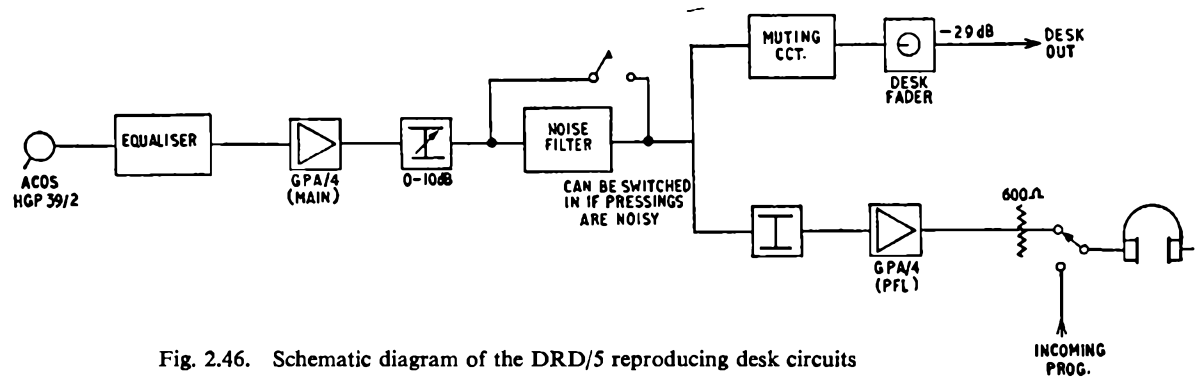 ACOS
HGP 39/2
EQUALISER
GPA/4
(MAIN)
0-10dB
NOISE
FILTER
CAN BE SWITCHED
IN IF PRESSINGS
ARE NOISY
MUTING
CCT.
DESK
FADER
-29dB
DESK
OUT
GPA/4
(PFL)
600Ω
INCOMING
PROG.
Fig. 2.46. Schematic diagram of the DRD/5 reproducing desk circuits